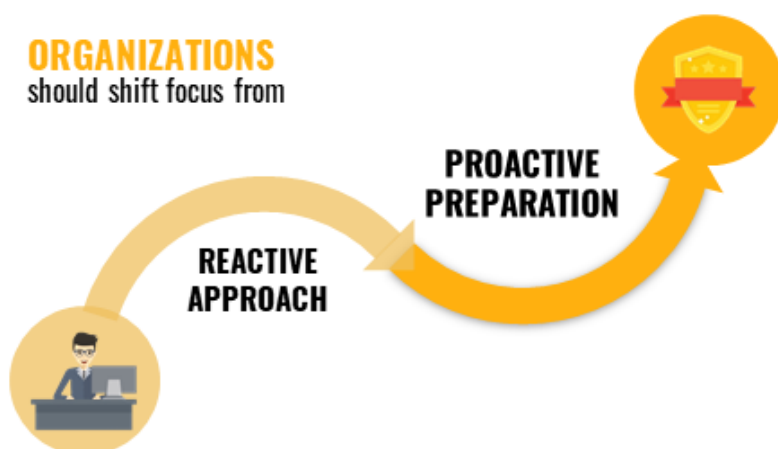 ORGANIZATIONS
should shift focus from
REACTIVE
APPROACH
PROACTIVE
PREPARATION